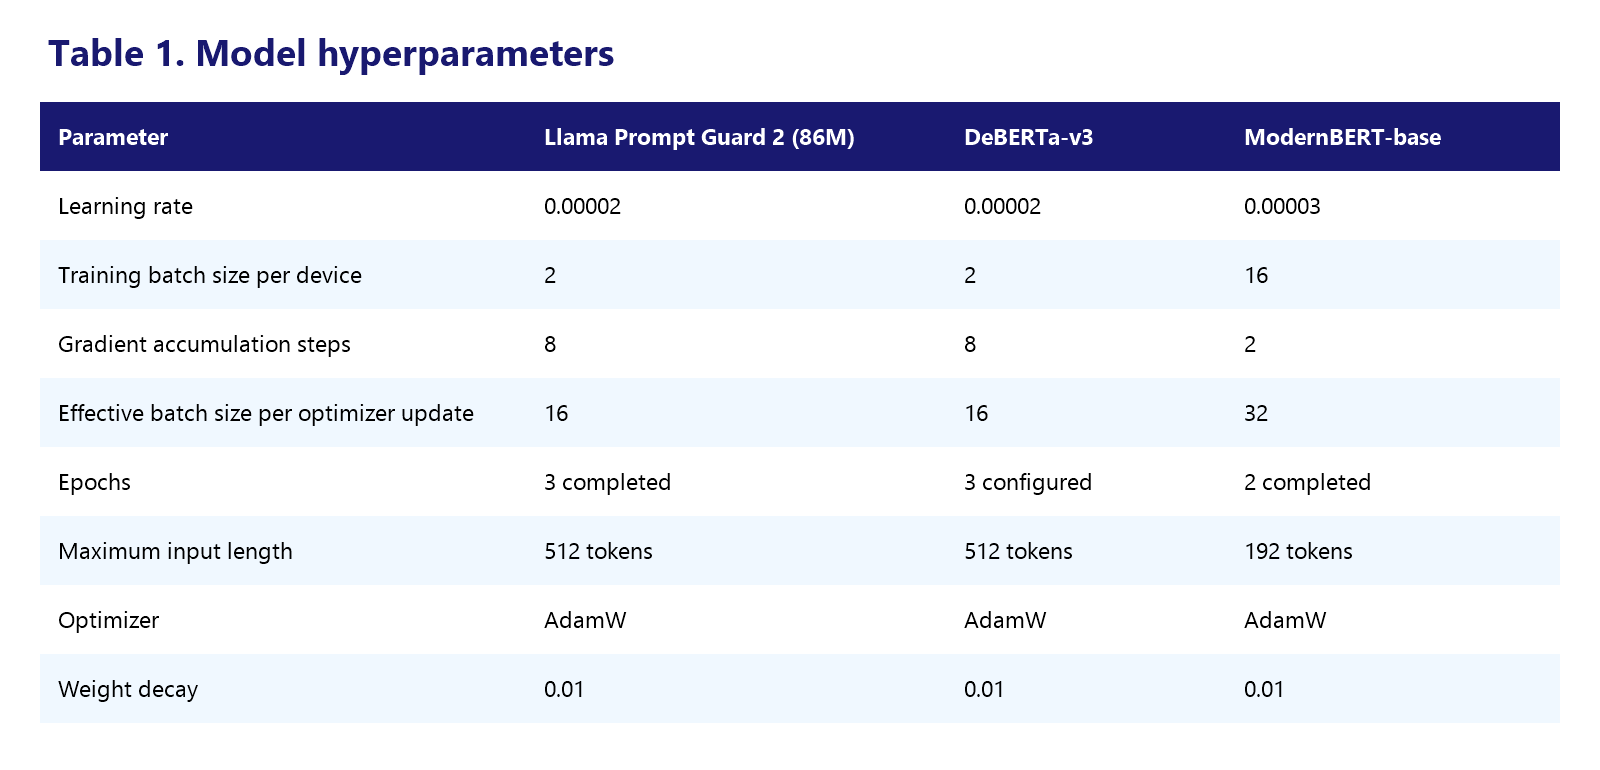 Table 1. Model hyperparameters
Parameter Llama Prompt Guard 2 (86M) DeBERTa-v3 ModernBERT-base
Learning rate 0.00002 0.00002 0.00003
Training batch size per device 2 2 16
Gradient accumulation steps 8 8 2
Effective batch size per optimizer update 16 16 32
Epochs 3 completed 3 configured 2 completed
Maximum input length 512 tokens 512 tokens 192 tokens
Optimizer AdamW AdamW AdamW
Weight decay 0.01 0.01 0.01